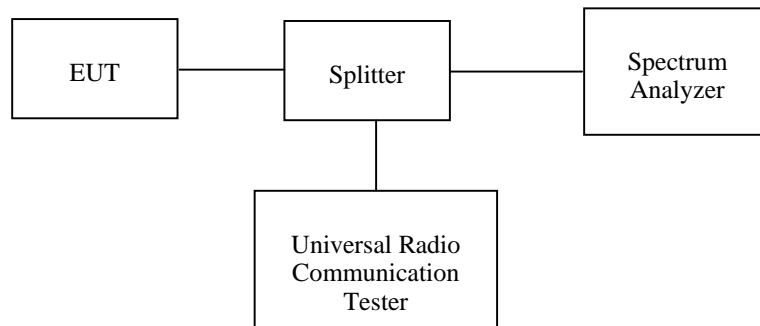 EUT
Splitter
Spectrum
Analyzer
Universal Radio
Communication
Tester